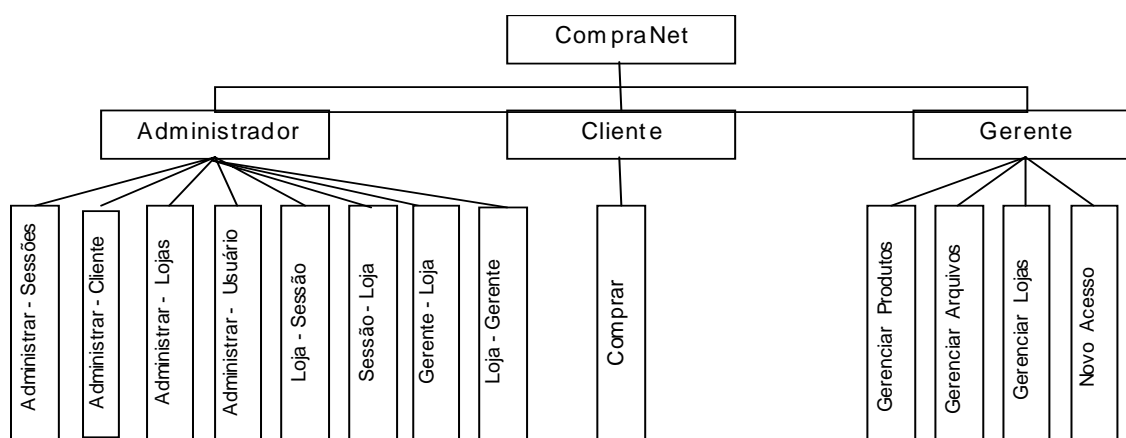 CompraNet
Administrador
Cliente
Gerente
Administrar - Sessões
Administrar - Cliente
Administrar - Lojas
Administrar - Usuário
Loja - Sessão
Sessão - Loja
Gerente - Loja
Loja - Gerente
Comprar
Gerenciar Produtos
Gerenciar Arquivos
Gerenciar Lojas
Novo Acesso